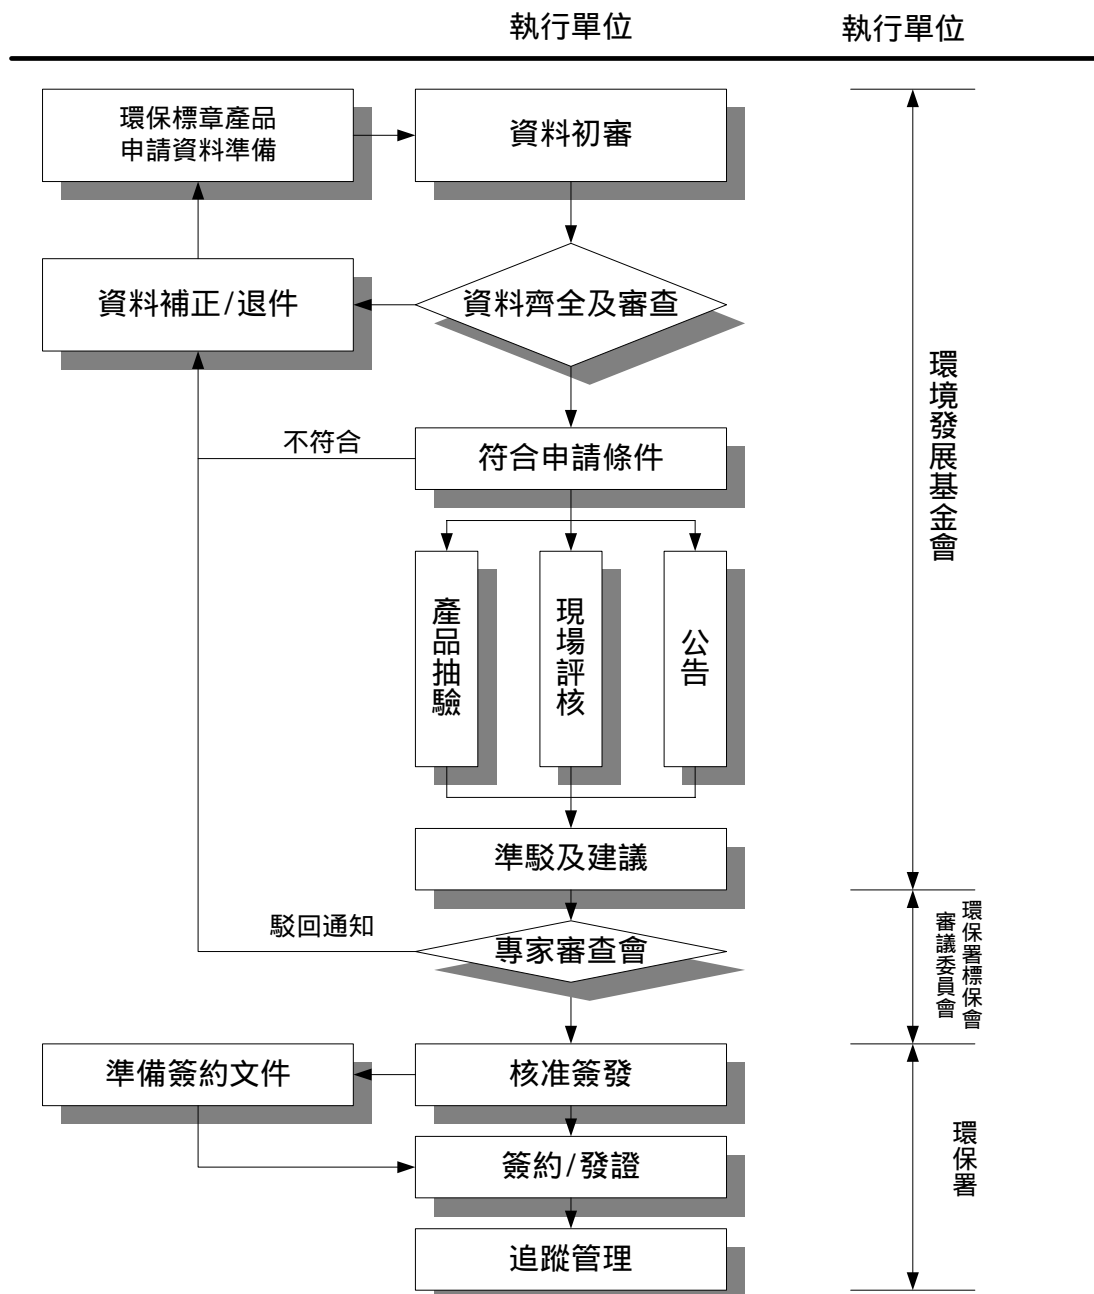 執行單位
執行單位
環保標章產品
申請資料準備
資料初審
資料補正/退件
資料齊全及審查
不符合
符合申請條件
產品抽驗
現場評核
公告
準駁及建議
駁回通知
專家審查會
準備簽約文件
核准簽發
簽約/發證
追蹤管理
環境發展基金會
環保署標保會
審議委員會
環保署